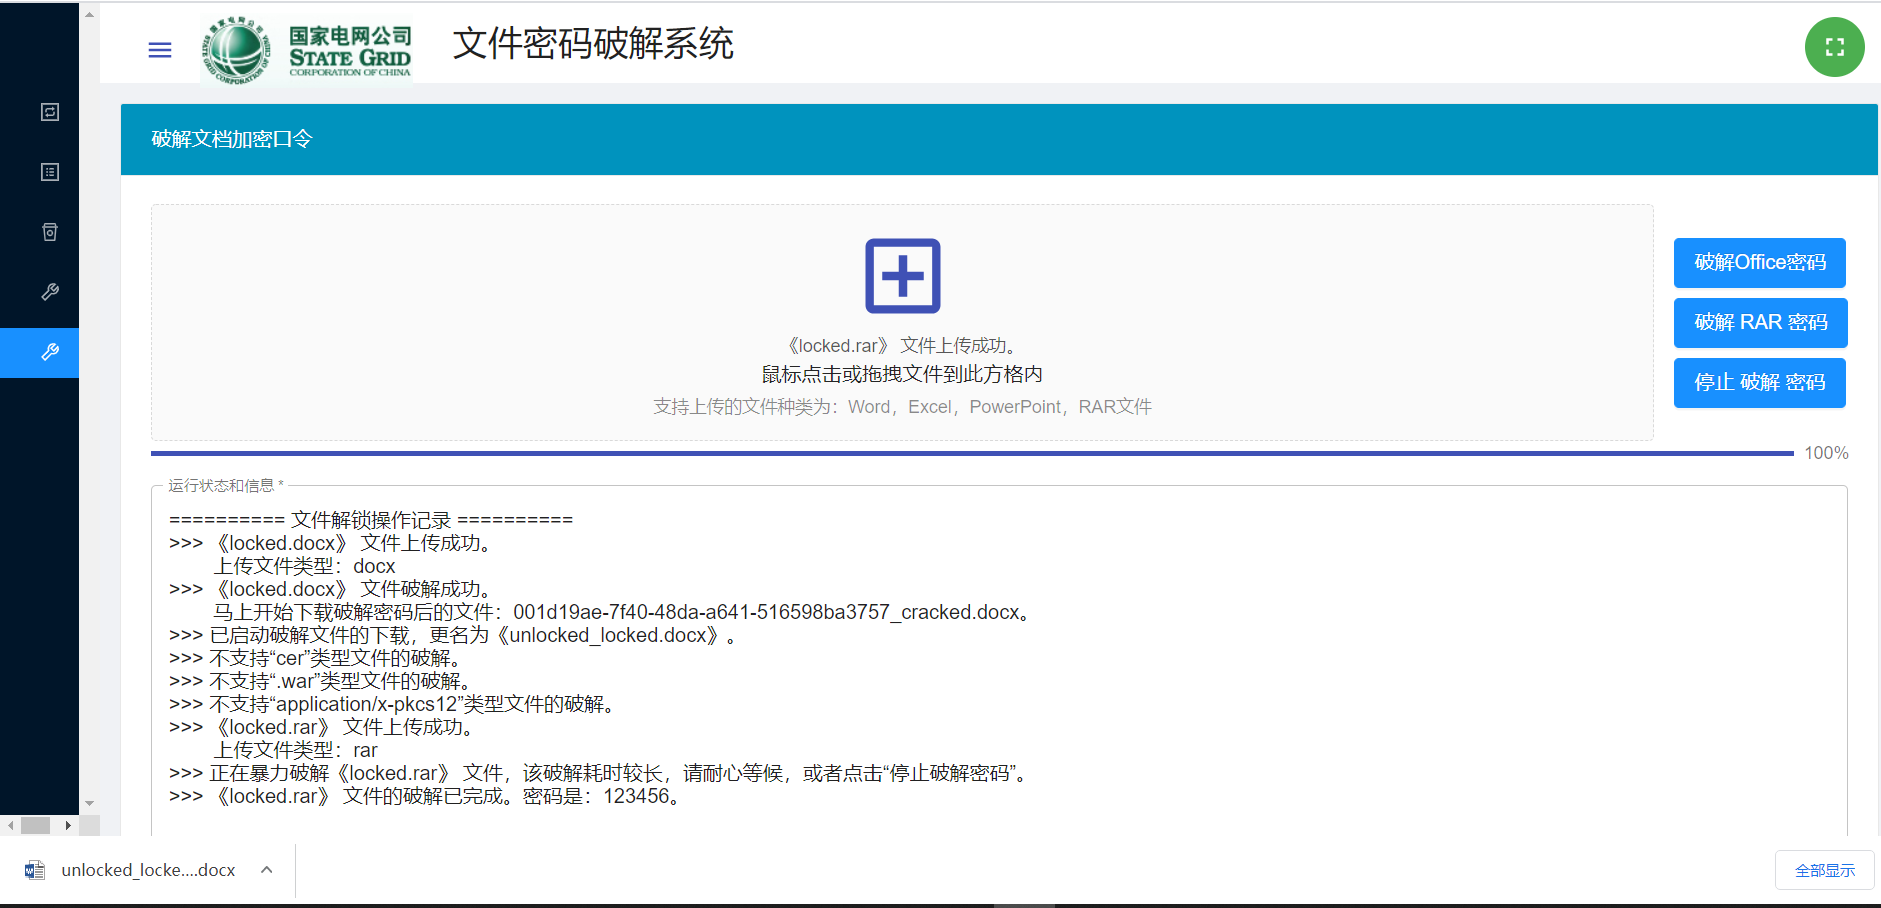 国家电网公司
STATE GRID
CORPORATION OF CHINA
文件密码破解系统
破解文档加密口令
《locked.rar》 文件上传成功。
鼠标点击或拖拽文件到此方格内
支持上传的文件种类为：Word，Excel，PowerPoint，RAR文件
破解Office密码
破解 RAR 密码
停止 破解 密码
100%
运行状态和信息 *
========== 文件解锁操作记录 ==========
>>> 《locked.docx》 文件上传成功。
上传文件类型：docx
>>> 《locked.docx》 文件破解成功。
马上开始下载破解密码后的文件：001d19ae-7f40-48da-a641-516598ba3757_cracked.docx。
>>> 已启动破解文件的下载，更名为《unlocked_locked.docx》。
>>> 不支持“cer”类型文件的破解。
>>> 不支持“.war”类型文件的破解。
>>> 不支持“application/x-pkcs12”类型文件的破解。
>>> 《locked.rar》 文件上传成功。
上传文件类型：rar
>>> 正在暴力破解《locked.rar》 文件，该破解耗时较长，请耐心等候，或者点击“停止破解密码”。
>>> 《locked.rar》 文件的破解已完成。密码是：123456。
unlocked_locke....docx
全部显示